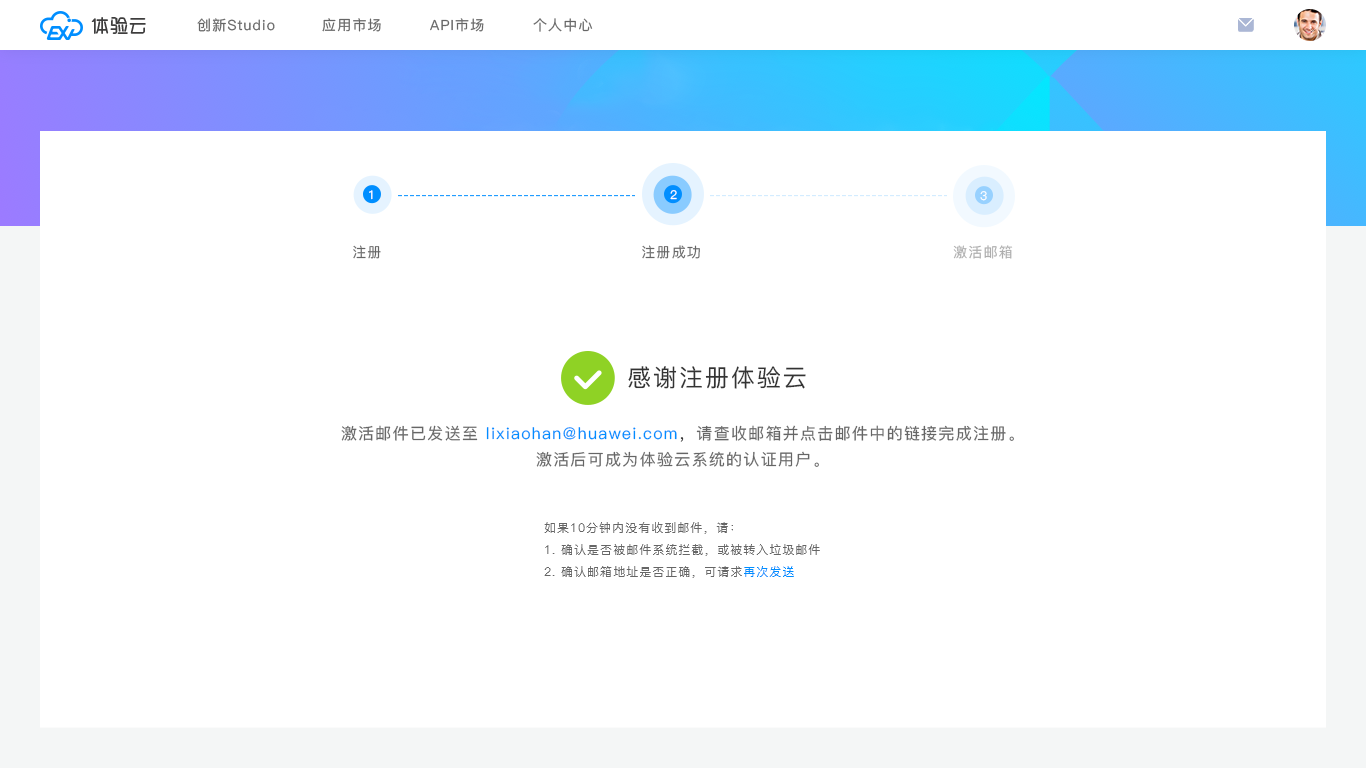 EXP 体验云 创新Studio 应用市场 API市场 个人中心
1 2 3
注册 注册成功 激活邮箱
感谢注册体验云
激活邮件已发送至 lixiaohan@huawei.com，请查收邮箱并点击邮件中的链接完成注册。
激活后可成为体验云系统的认证用户。
如果10分钟内没有收到邮件，请：
1. 确认是否被邮件系统拦截，或被转入垃圾邮件
2. 确认邮箱地址是否正确，可请求再次发送